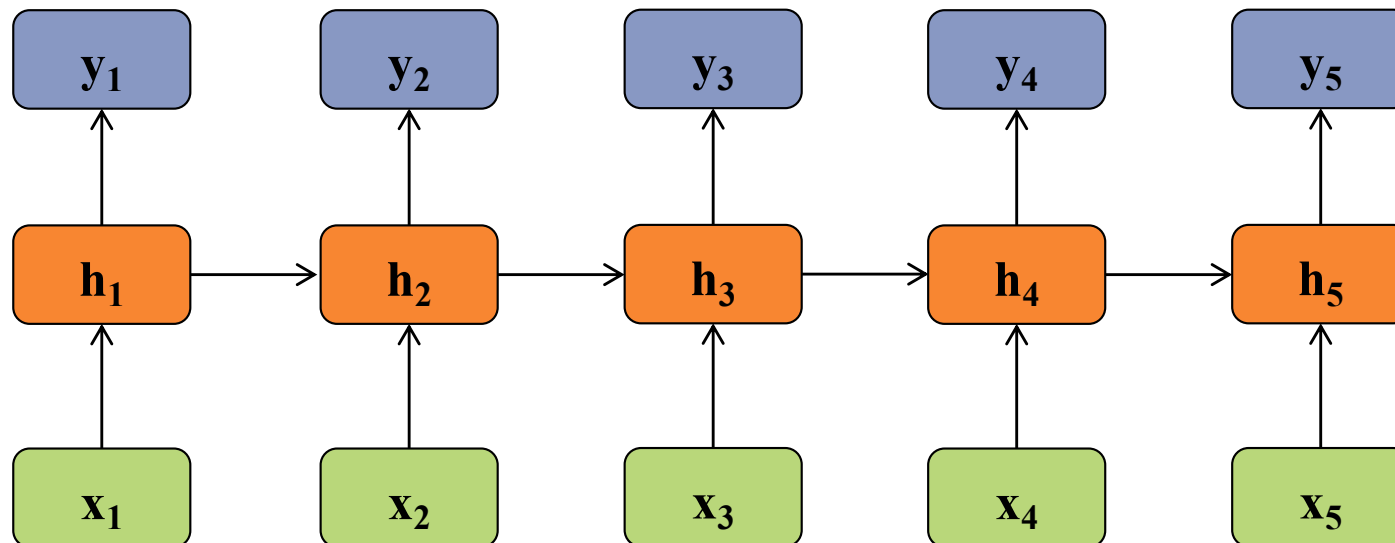 y₁ y₂ y₃ y₄ y₅
h₁ h₂ h₃ h₄ h₅
x₁ x₂ x₃ x₄ x₅